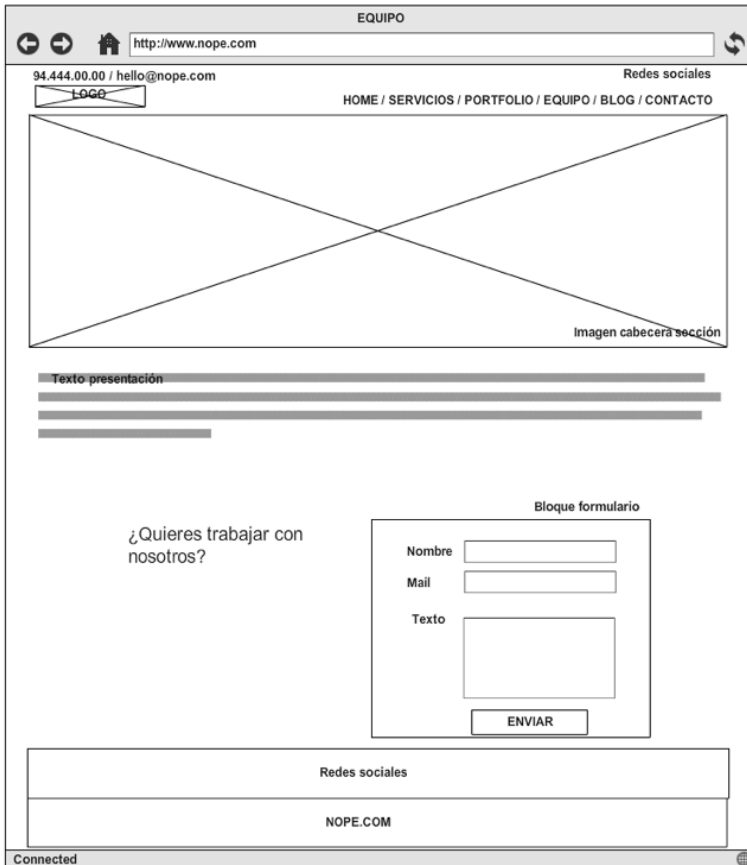 EQUIPO
http://www.nope.com
94.444.00.00 / hello@nope.com
Redes sociales
LOGO
HOME / SERVICIOS / PORTFOLIO / EQUIPO / BLOG / CONTACTO
Imagen cabecera sección
Texto presentación
Bloque formulario
¿Quieres trabajar con
nosotros?
Nombre
Mail
Texto
ENVIAR
Redes sociales
NOPE.COM
Connected